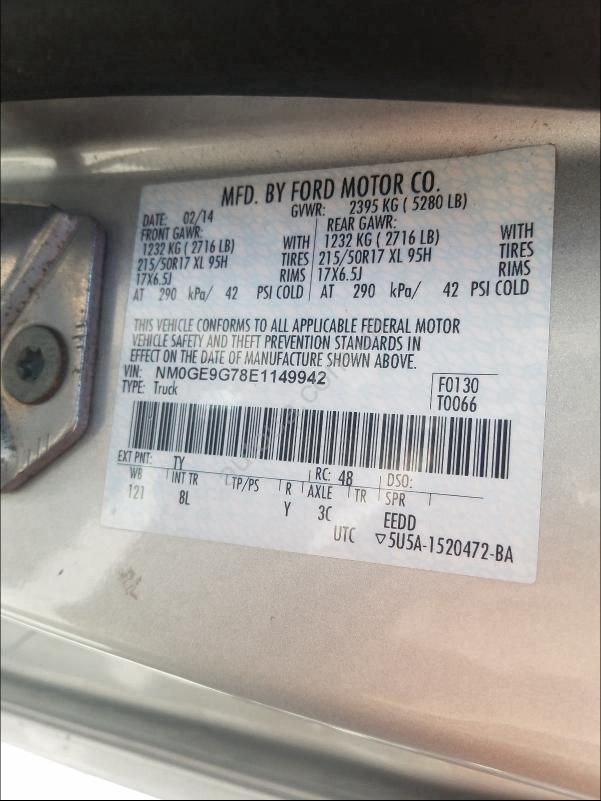 MFD. BY FORD MOTOR CO.
DATE: 02/14 GVWR: 2395 KG ( 5280 LB)
FRONT GAWR: REAR GAWR:
1232 KG ( 2716 LB) WITH 1232 KG ( 2716 LB) WITH
215/50R17 XL 95H TIRES 215/50R17 XL 95H TIRES
17X6.5J RIMS 17X6.5J RIMS
AT 290 kPa/ 42 PSI COLD AT 290 kPa/ 42 PSI COLD
THIS VEHICLE CONFORMS TO ALL APPLICABLE FEDERAL MOTOR
VEHICLE SAFETY AND THEFT PREVENTION STANDARDS IN
EFFECT ON THE DATE OF MANUFACTURE SHOWN ABOVE.
VIN: NM0GE9G78E1149942 F0130
TYPE: Truck T0066
EXT PNT: TY RC: 48 DSO:
WB INT TR TP/PS R AXLE TR SPR
121 8L Y 3C EEDD
UTC ▽5U5A-1520472-BA